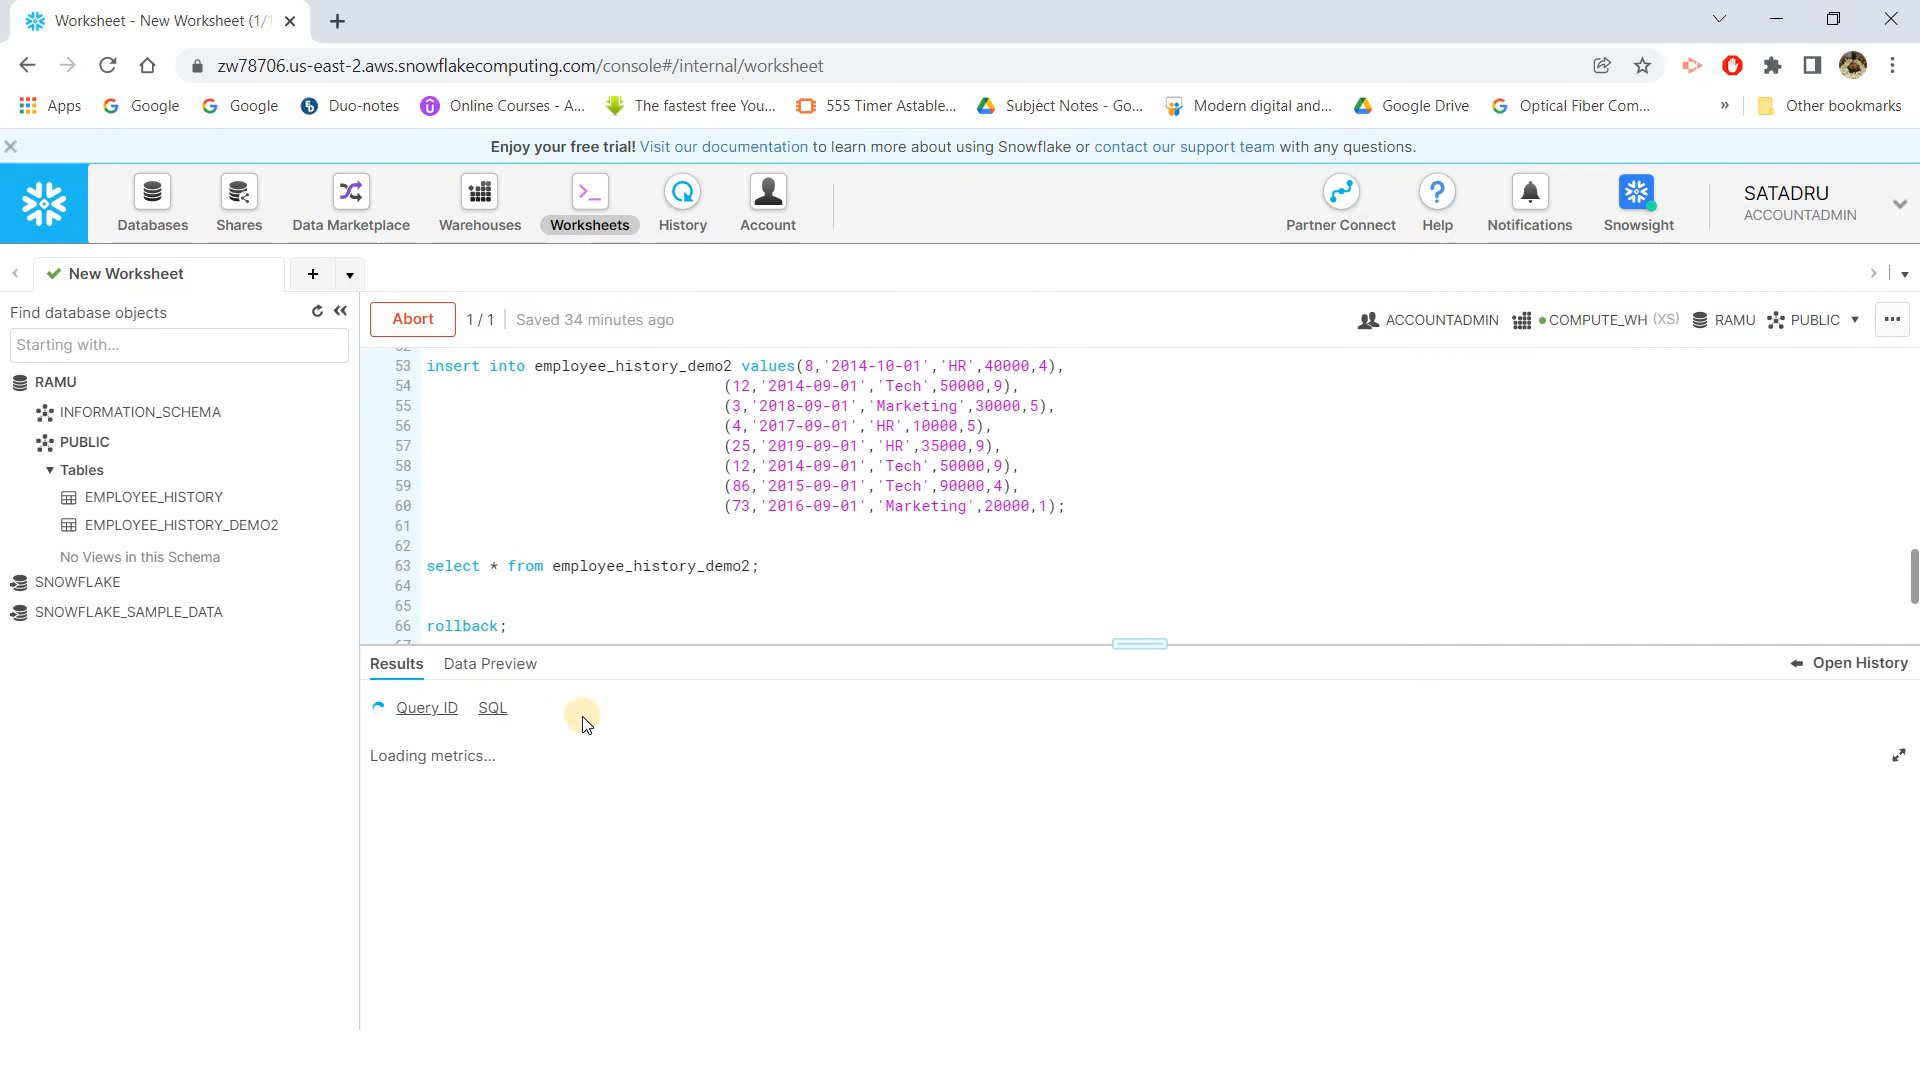 Worksheet - New Worksheet (1/1
zw78706.us-east-2.aws.snowflakecomputing.com/console#/internal/worksheet
Apps Google Google Duo-notes Online Courses - A... The fastest free You... 555 Timer Astable... Subject Notes - Go... Modern digital and... Google Drive Optical Fiber Com... » Other bookmarks
Enjoy your free trial! Visit our documentation to learn more about using Snowflake or contact our support team with any questions.
Databases Shares Data Marketplace Warehouses Worksheets History Account Partner Connect Help Notifications Snowsight
SATADRU
ACCOUNTADMIN
New Worksheet
Find database objects
Starting with...
RAMU
INFORMATION_SCHEMA
PUBLIC
Tables
EMPLOYEE_HISTORY
EMPLOYEE_HISTORY_DEMO2
No Views in this Schema
SNOWFLAKE
SNOWFLAKE_SAMPLE_DATA
Abort 1 / 1 Saved 34 minutes ago ACCOUNTADMIN COMPUTE_WH (XS) RAMU PUBLIC
53 insert into employee_history_demo2 values(8,'2014-10-01','HR',40000,4),
54 (12,'2014-09-01','Tech',50000,9),
55 (3,'2018-09-01','Marketing',30000,5),
56 (4,'2017-09-01','HR',10000,5),
57 (25,'2019-09-01','HR',35000,9),
58 (12,'2014-09-01','Tech',50000,9),
59 (86,'2015-09-01','Tech',90000,4),
60 (73,'2016-09-01','Marketing',20000,1);
61
62
63 select * from employee_history_demo2;
64
65
66 rollback;
Results Data Preview Open History
Query ID SQL
Loading metrics...